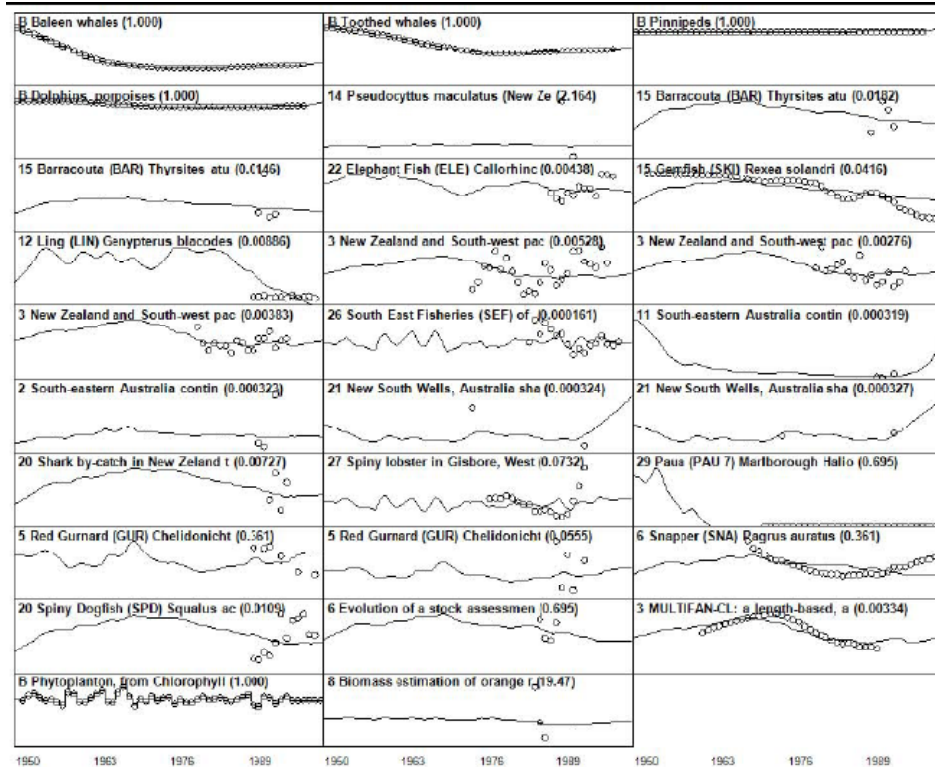 B Baleen whales (1.000)
B Toothed whales (1.000)
B Pinnipeds (1.000)
B Dolphins, porpoises (1.000)
14 Pseudocyttus maculatus (New Ze (2.164)
15 Barracouta (BAR) Thyrsites atu (0.0182)
15 Barracouta (BAR) Thyrsites atu (0.0146)
22 Elephant Fish (ELE) Callorhinc (0.00438)
15 Gemfish (SKI) Rexea solandri (0.0416)
12 Ling (LIN) Genypterus blacodes (0.00886)
3 New Zealand and South-west pac (0.00528)
3 New Zealand and South-west pac (0.00276)
3 New Zealand and South-west pac (0.00383)
26 South East Fisheries (SEF) of (0.000161)
11 South-eastern Australia contin (0.000319)
2 South-eastern Australia contin (0.000323)
21 New South Wells, Australia sha (0.000324)
21 New South Wells, Australia sha (0.000327)
20 Shark by-catch in New Zeland t (0.00727)
27 Spiny lobster in Gisbore, West (0.0732)
29 Paua (PAU 7) Marlborough Halio (0.695)
5 Red Gurnard (GUR) Chelidonicht (0.361)
5 Red Gurnard (GUR) Chelidonicht (0.0555)
6 Snapper (SNA) Pagrus auratus (0.361)
20 Spiny Dogfish (SPD) Squalus ac (0.0109)
6 Evolution of a stock assessmen (0.695)
3 MULTIFAN-CL: a length-based, a (0.00334)
B Phytoplanton, from Chlorophyll (1.000)
8 Biomass estimation of orange r (19.47)
1950 1963 1976 1989 1950 1963 1976 1989 1950 1963 1976 1989